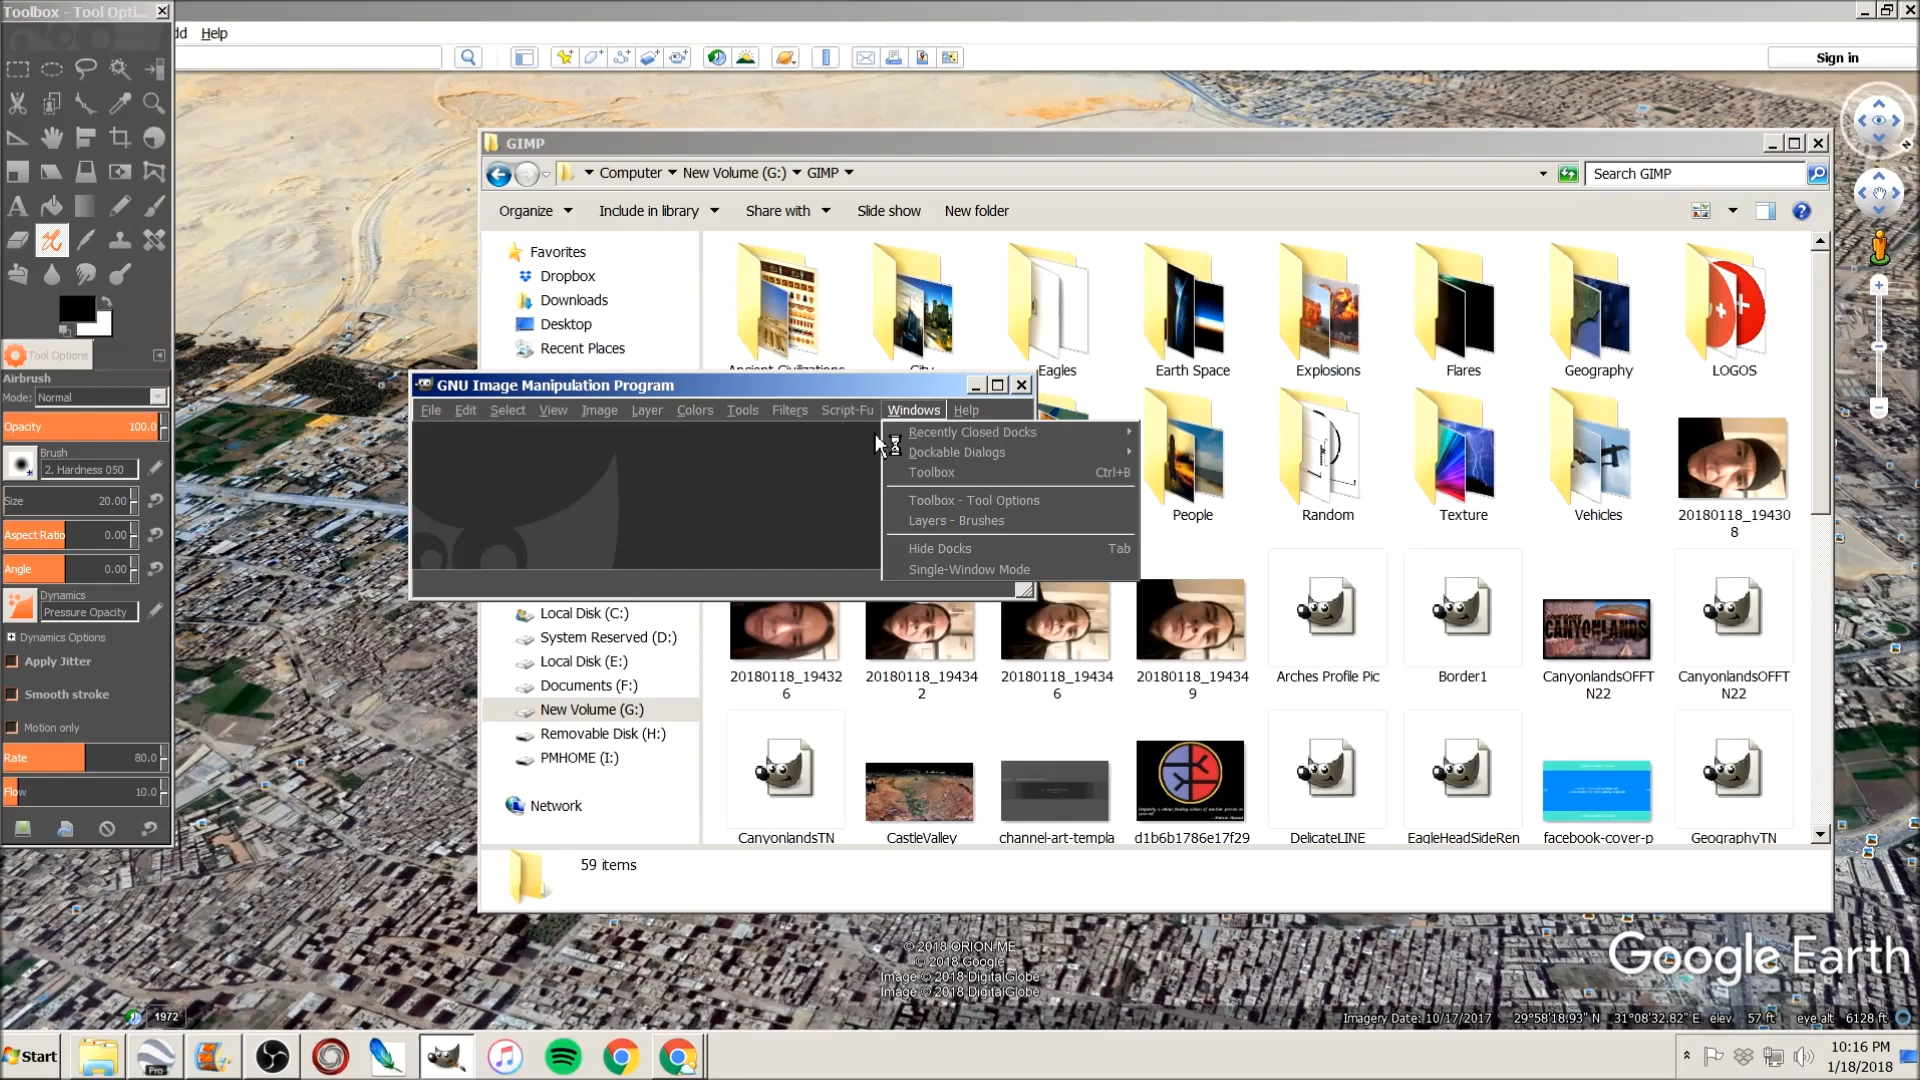 Toolbox - Tool Opti...
dd Help
Sign in
GIMP
Computer New Volume (G:) GIMP
Search GIMP
Organize Include in library Share with Slide show New folder
Favorites
Dropbox
Downloads
Desktop
Recent Places
Ancient Civilizations City Eagles Earth Space Explosions Flares Geography LOGOS
GNU Image Manipulation Program
File Edit Select View Image Layer Colors Tools Filters Script-Fu Windows Help
Recently Closed Docks
Dockable Dialogs
Toolbox Ctrl+B
Toolbox - Tool Options
Layers - Brushes
Hide Docks Tab
Single-Window Mode
People Random Texture Vehicles 20180118_19430
8
Local Disk (C:)
System Reserved (D:)
Local Disk (E:)
Documents (F:)
New Volume (G:)
Removable Disk (H:)
PMHOME (I:)
Network
CANYONLANDS
20180118_19432
6
20180118_19434
2
20180118_19434
6
20180118_19434
9
Arches Profile Pic
Border1
CanyonlandsOFFT
N22
CanyonlandsOFFT
N22
CanyonlandsTN CastleValley channel-art-templa d1b6b1786e17f29 DelicateLINE EagleHeadSideRen facebook-cover-p GeographyTN
59 items
Tool Options
Airbrush
Mode: Normal
Opacity 100.0
Brush
2. Hardness 050
Size 20.00
Aspect Ratio 0.00
Angle 0.00
Dynamics
Pressure Opacity
Dynamics Options
Apply Jitter
Smooth stroke
Motion only
Rate 80.0
Flow 10.0
© 2018 ORION-ME
© 2018 Google
Image © 2018 DigitalGlobe
Image © 2018 DigitalGlobe
Google Earth
1972
Imagery Date: 10/17/2017 29°58'18.93" N 31°08'32.82" E elev 57 ft eye alt 6128 ft
Start
Pro
10:16 PM
1/18/2018